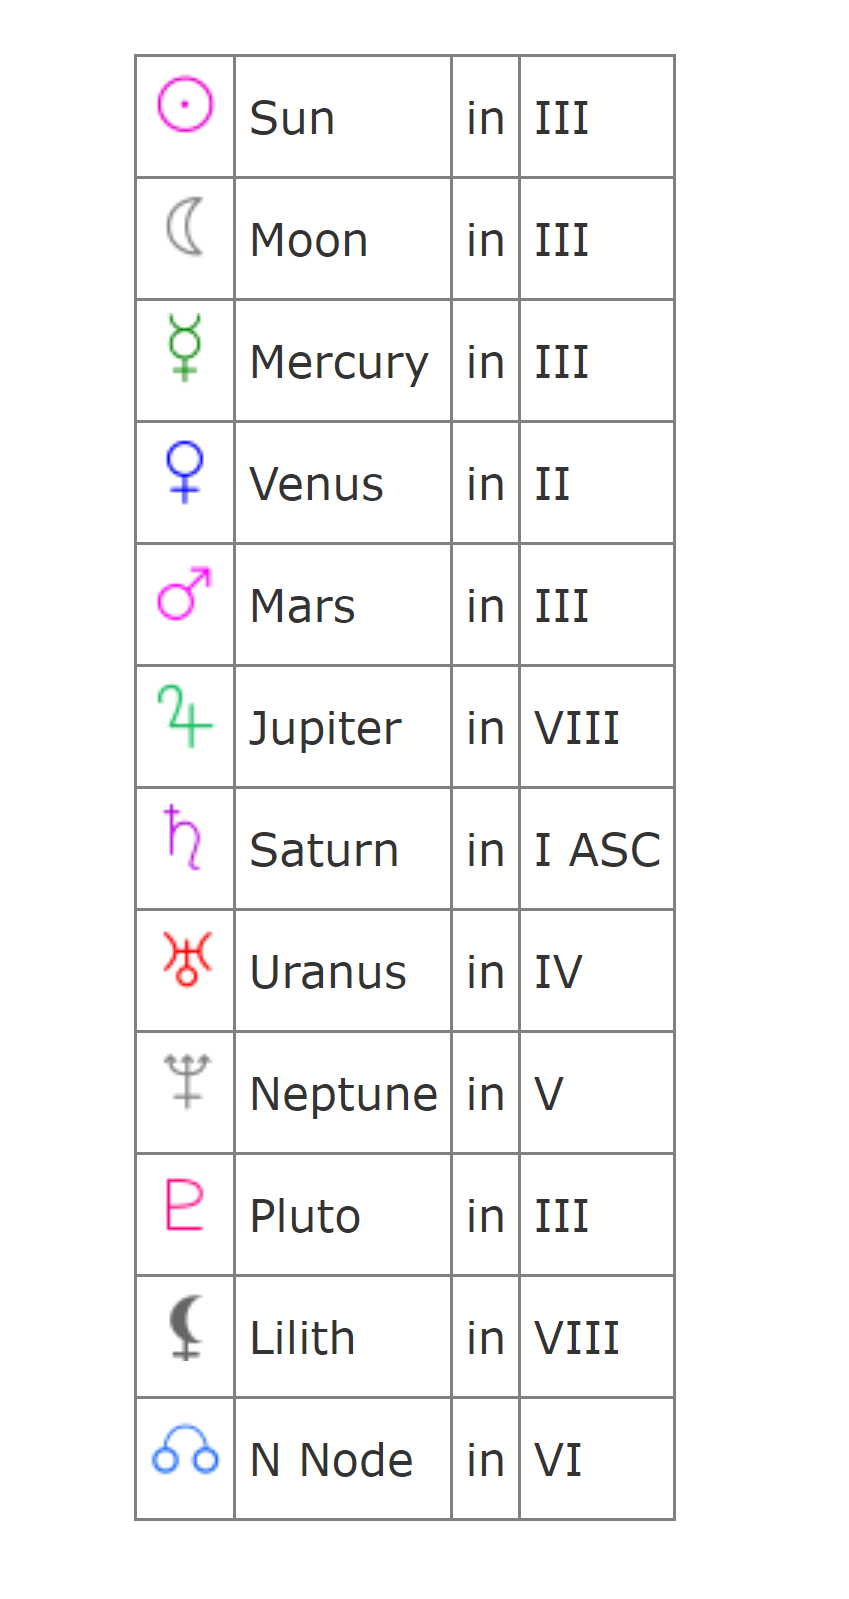 Sun in III
Moon in III
Mercury in III
Venus in II
Mars in III
Jupiter in VIII
Saturn in I ASC
Uranus in IV
Neptune in V
Pluto in III
Lilith in VIII
N Node in VI